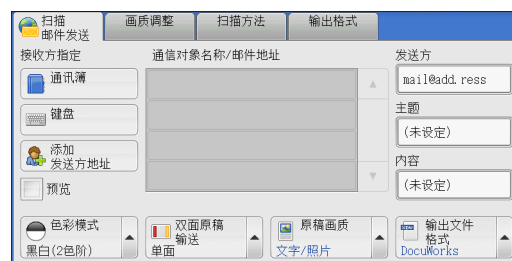 扫描
邮件发送
画质调整
扫描方法
输出格式
接收方指定
通信对象名称/邮件地址
发送方
通讯薄
mail@add.ress
键盘
主题
(未设定)
添加
发送方地址
内容
预览
(未设定)
色彩模式
黑白(2色阶)
双面原稿
输送
单面
原稿画质
文字/照片
输出文件
格式
DocuWorks